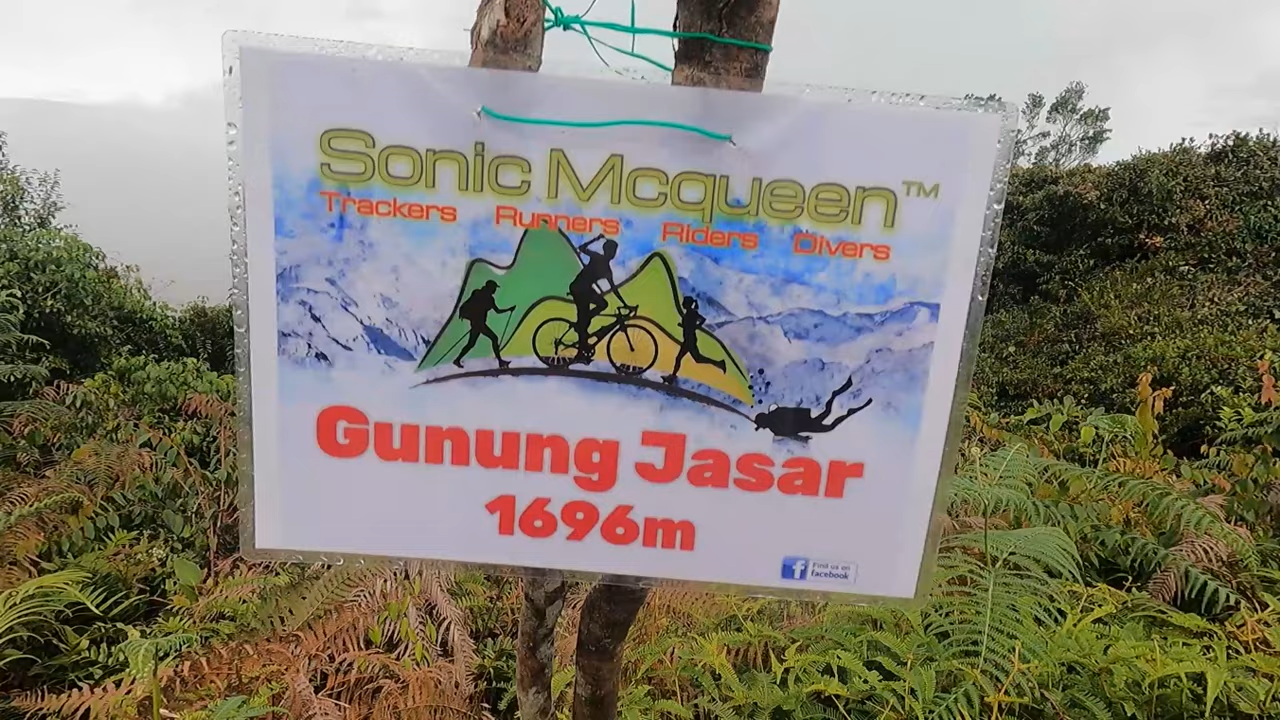 Sonic Mcqueen™
Trackers Runners Riders Divers
Gunung Jasar
1696m
f Find us on
facebook